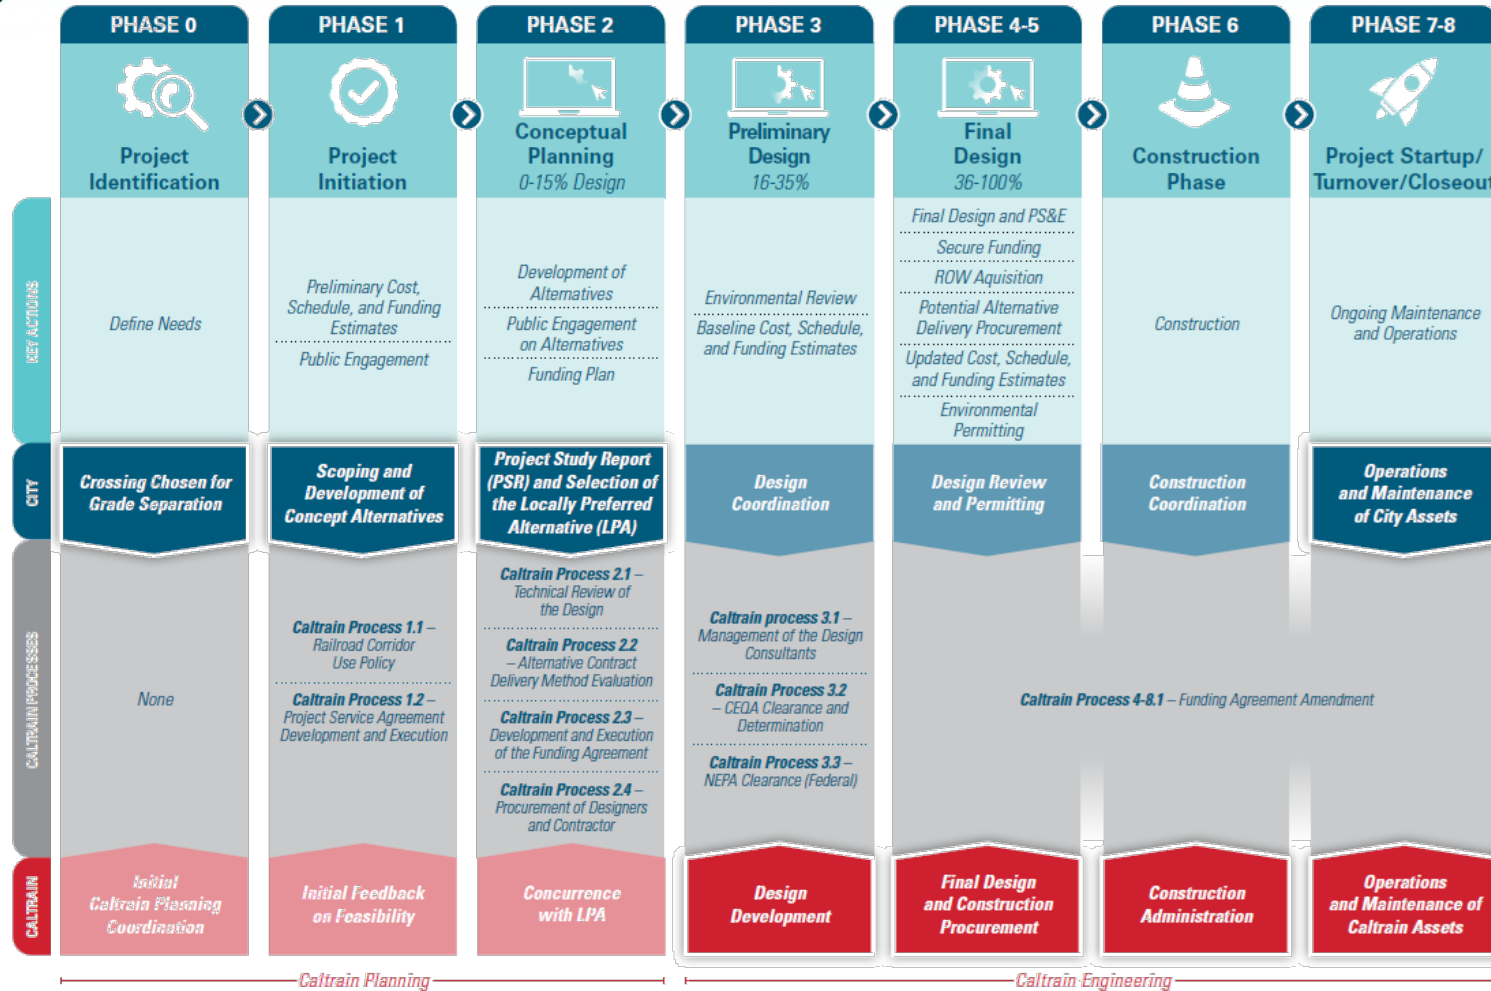 PHASE 0
PHASE 1
PHASE 2
PHASE 3
PHASE 4-5
PHASE 6
PHASE 7-8
Project
Identification
Project
Initiation
Conceptual
Planning
0-15% Design
Preliminary
Design
16-35%
Final
Design
36-100%
Construction
Phase
Project Startup/
Turnover/Closeout
KEY ACTIONS
Define Needs
Preliminary Cost,
Schedule, and Funding
Estimates
Public Engagement
Development of
Alternatives
Public Engagement
on Alternatives
Funding Plan
Environmental Review
Baseline Cost, Schedule,
and Funding Estimates
Final Design and PS&E
Secure Funding
ROW Aquisition
Potential Alternative
Delivery Procurement
Updated Cost, Schedule,
and Funding Estimates
Environmental
Permitting
Construction
Ongoing Maintenance
and Operations
CITY
Crossing Chosen for
Grade Separation
Scoping and
Development of
Concept Alternatives
Project Study Report
(PSR) and Selection of
the Locally Preferred
Alternative (LPA)
Design
Coordination
Design Review
and Permitting
Construction
Coordination
Operations
and Maintenance
of City Assets
CALTRAIN PROCESSES
None
Caltrain Process 1.1 –
Railroad Corridor
Use Policy
Caltrain Process 1.2 –
Project Service Agreement
Development and Execution
Caltrain Process 2.1 –
Technical Review of
the Design
Caltrain Process 2.2
– Alternative Contract
Delivery Method Evaluation
Caltrain Process 2.3 –
Development and Execution
of the Funding Agreement
Caltrain Process 2.4 –
Procurement of Designers
and Contractor
Caltrain process 3.1 –
Management of the Design
Consultants
Caltrain Process 3.2
– CEQA Clearance and
Determination
Caltrain Process 3.3 –
NEPA Clearance (Federal)
Caltrain Process 4-8.1 – Funding Agreement Amendment
CALTRAIN
Initial
Caltrain Planning
Coordination
Initial Feedback
on Feasibility
Concurrence
with LPA
Design
Development
Final Design
and Construction
Procurement
Construction
Administration
Operations
and Maintenance of
Caltrain Assets
Caltrain Planning
Caltrain Engineering